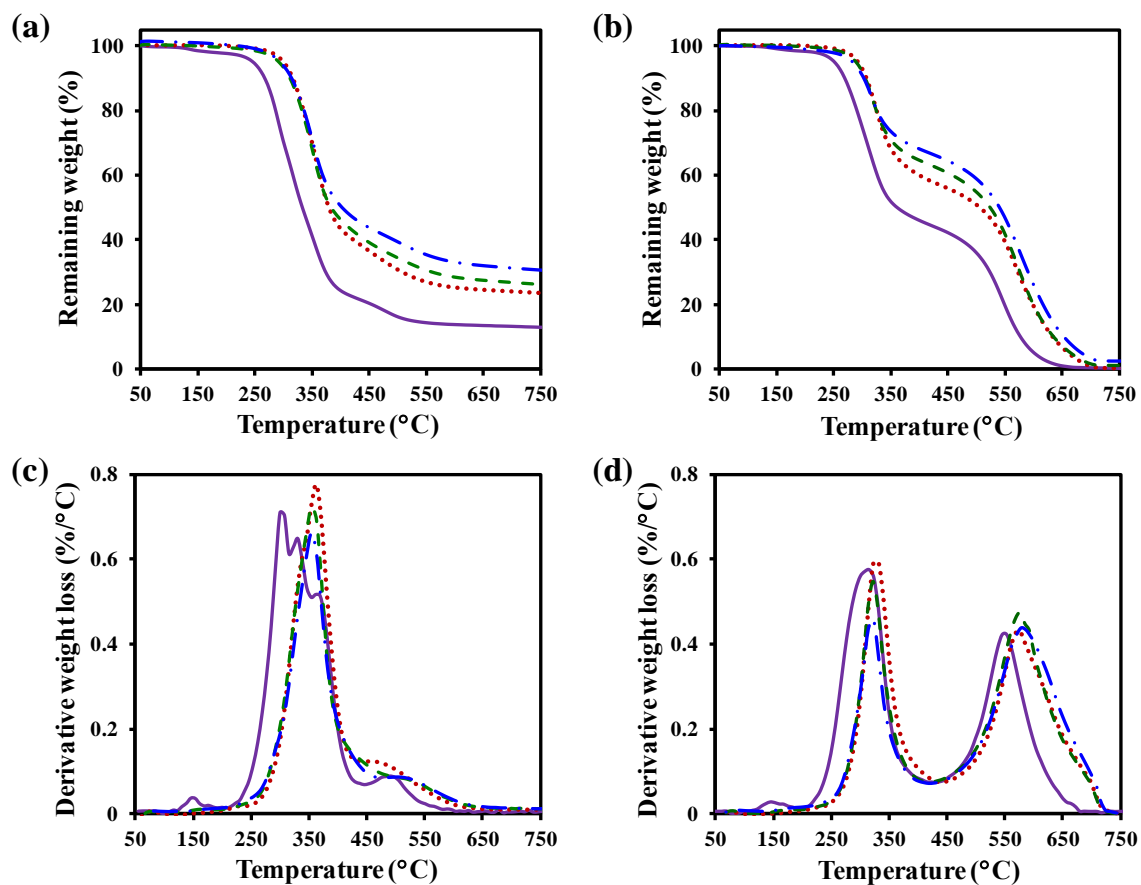 (a)
Remaining weight (%)
100
80
60
40
20
0
50 150 250 350 450 550 650 750
Temperature (°C)
(b)
Remaining weight (%)
100
80
60
40
20
0
50 150 250 350 450 550 650 750
Temperature (°C)
(c)
Derivative weight loss (%/°C)
0.8
0.6
0.4
0.2
0
50 150 250 350 450 550 650 750
Temperature (°C)
(d)
Derivative weight loss (%/°C)
0.8
0.6
0.4
0.2
0
50 150 250 350 450 550 650 750
Temperature (°C)